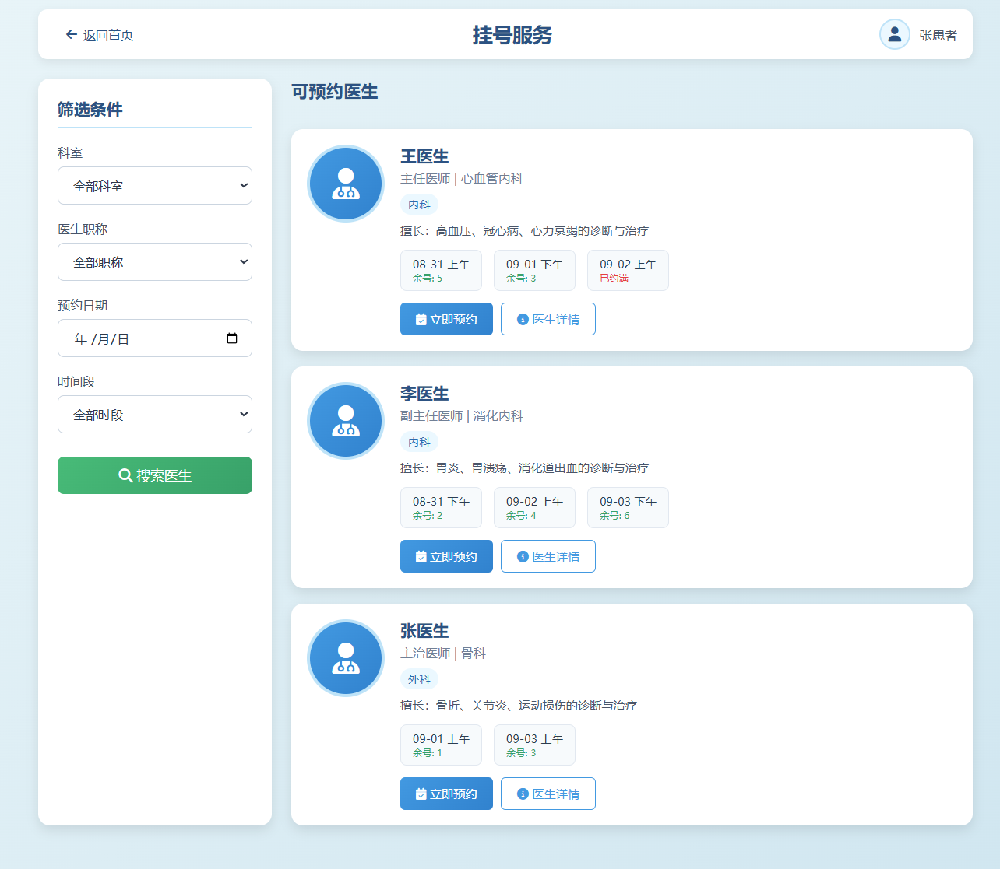 返回首页
挂号服务
张患者
筛选条件
科室
全部科室
医生职称
全部职称
预约日期
年 /月/日
时间段
全部时段
搜索医生
可预约医生
王医生
主任医师 | 心血管内科
内科
擅长：高血压、冠心病、心力衰竭的诊断与治疗
08-31 上午
余号: 5
09-01 下午
余号: 3
09-02 上午
已约满
立即预约
医生详情
李医生
副主任医师 | 消化内科
内科
擅长：胃炎、胃溃疡、消化道出血的诊断与治疗
08-31 下午
余号: 2
09-02 上午
余号: 4
09-03 下午
余号: 6
立即预约
医生详情
张医生
主治医师 | 骨科
外科
擅长：骨折、关节炎、运动损伤的诊断与治疗
09-01 上午
余号: 1
09-03 上午
余号: 3
立即预约
医生详情